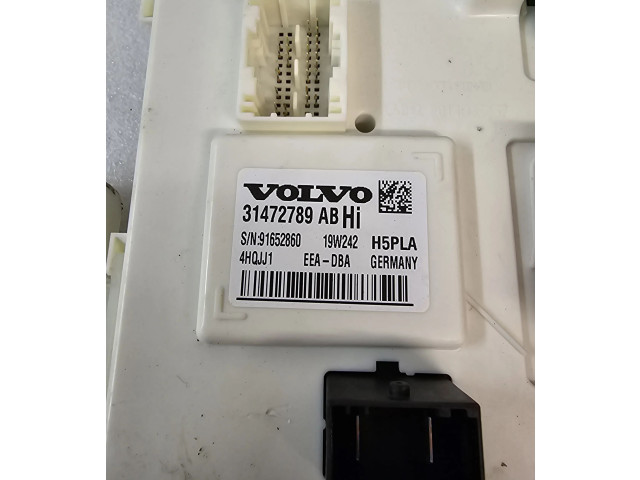 VOLVO
31472789 AB Hi
S/N:91652860 19W242 H5PLA
4HQJJ1 EEA-DBA GERMANY